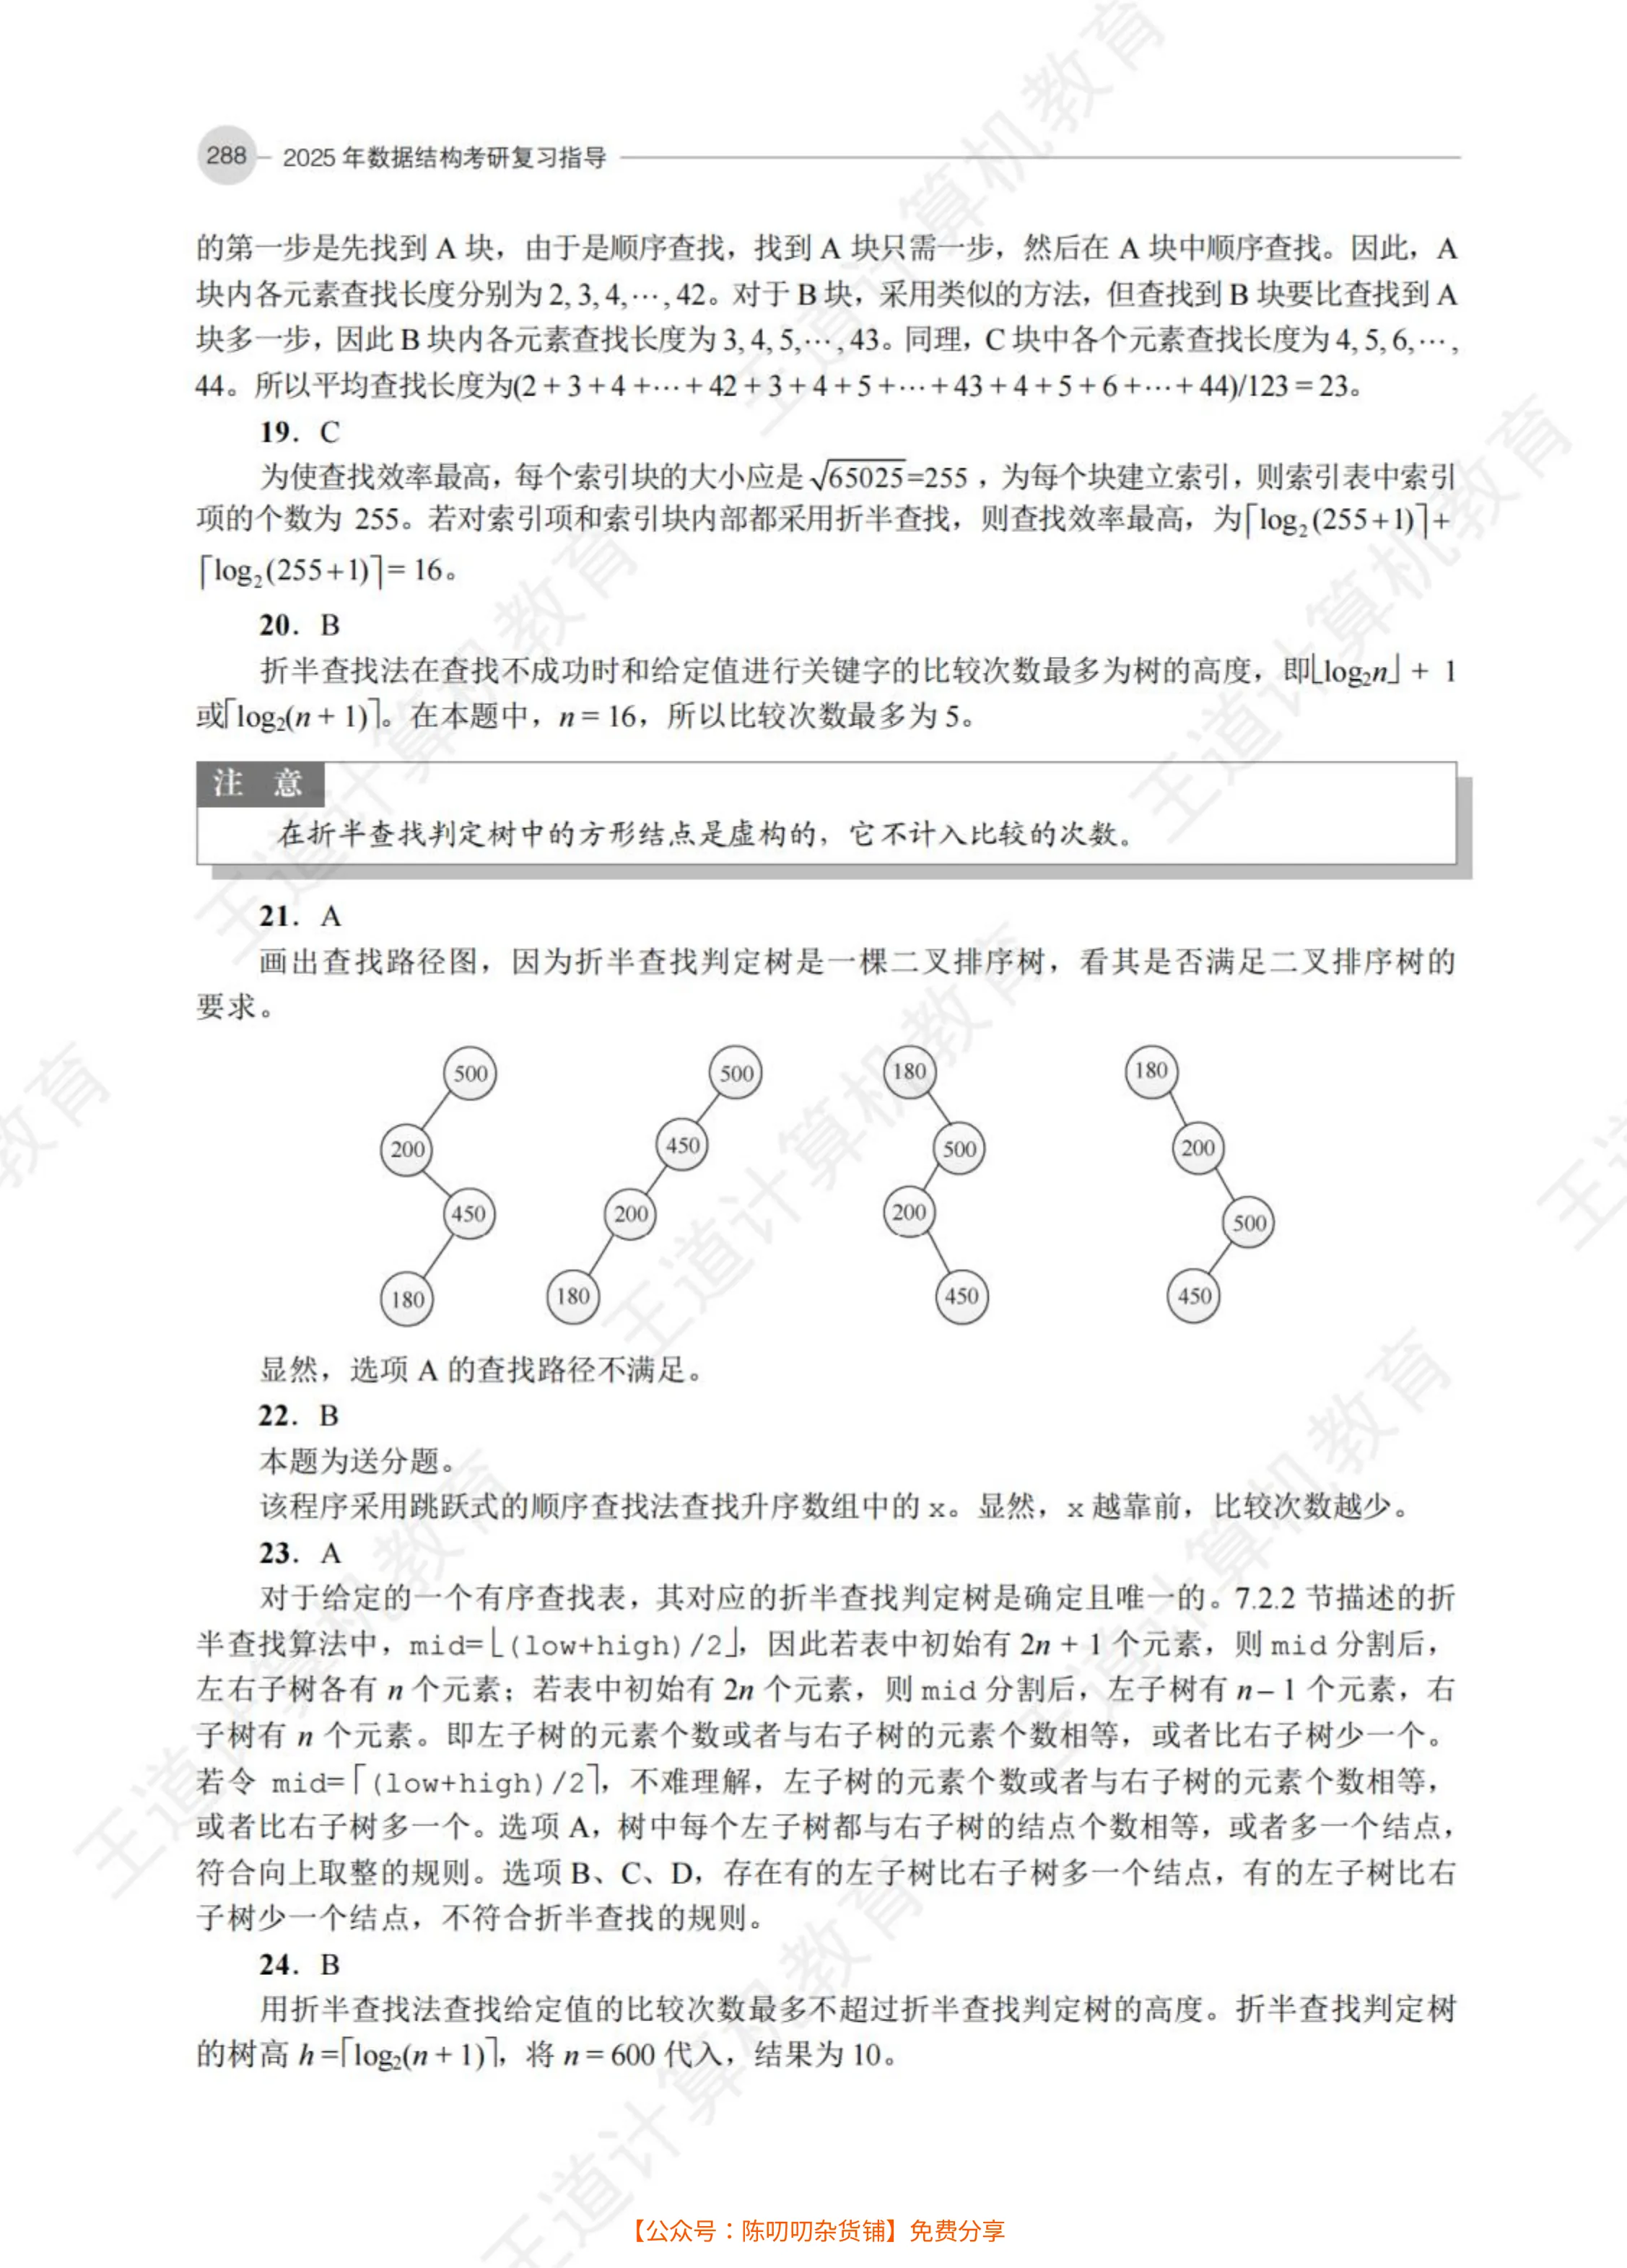 288 2025 年数据结构考研复习指导
的第一步是先找到 A 块，由于是顺序查找，找到 A 块只需一步，然后在 A 块中顺序查找。因此，A
块内各元素查找长度分别为 2, 3, 4,⋯, 42。对于 B 块，采用类似的方法，但查找到 B 块要比查找到 A
块多一步，因此 B 块内各元素查找长度为 3, 4, 5,⋯, 43。同理，C 块中各个元素查找长度为 4, 5, 6,⋯,
44。所以平均查找长度为(2 + 3 + 4 +⋯+ 42 + 3 + 4 + 5 +⋯+ 43 + 4 + 5 + 6 +⋯+ 44)/123 = 23。
19．C
为使查找效率最高，每个索引块的大小应是√65025=255，为每个块建立索引，则索引表中索引
项的个数为 255。若对索引项和索引块内部都采用折半查找，则查找效率最高，为⌈log₂(255+1)⌉+
⌈log₂(255+1)⌉= 16。
20．B
折半查找法在查找不成功时和给定值进行关键字的比较次数最多为树的高度，即⌊log₂n⌋ + 1
或⌈log₂(n + 1)⌉。在本题中，n = 16，所以比较次数最多为 5。
注 意
在折半查找判定树中的方形结点是虚构的，它不计入比较的次数。
21．A
画出查找路径图，因为折半查找判定树是一棵二叉排序树，看其是否满足二叉排序树的
要求。
500 500 180 180
200 450 500 200
450 200 200 500
180 180 450 450
显然，选项 A 的查找路径不满足。
22．B
本题为送分题。
该程序采用跳跃式的顺序查找法查找升序数组中的 x。显然，x 越靠前，比较次数越少。
23．A
对于给定的一个有序查找表，其对应的折半查找判定树是确定且唯一的。7.2.2 节描述的折
半查找算法中，mid=⌊(low+high)/2⌋，因此若表中初始有 2n + 1 个元素，则 mid 分割后，
左右子树各有 n 个元素；若表中初始有 2n 个元素，则 mid 分割后，左子树有 n – 1 个元素，右
子树有 n 个元素。即左子树的元素个数或者与右子树的元素个数相等，或者比右子树少一个。
若令 mid=⌈(low+high)/2⌉，不难理解，左子树的元素个数或者与右子树的元素个数相等，
或者比右子树多一个。选项 A，树中每个左子树都与右子树的结点个数相等，或者多一个结点，
符合向上取整的规则。选项 B、C、D，存在有的左子树比右子树多一个结点，有的左子树比右
子树少一个结点，不符合折半查找的规则。
24．B
用折半查找法查找给定值的比较次数最多不超过折半查找判定树的高度。折半查找判定树
的树高 h =⌈log₂(n + 1)⌉，将 n = 600 代入，结果为 10。
【公众号：陈叨叨杂货铺】免费分享
王道计算机教育